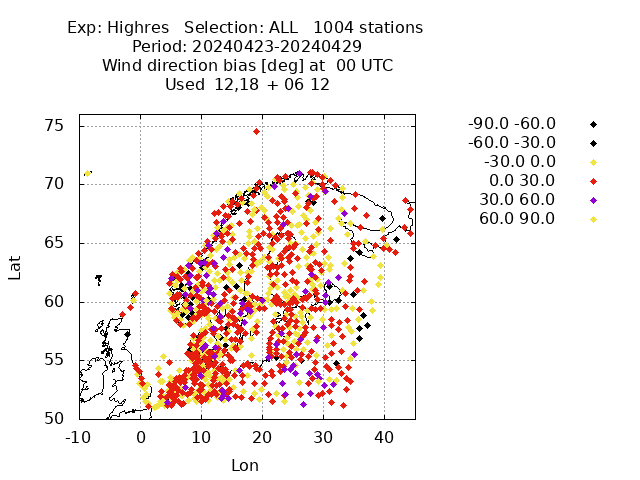 Exp: Highres   Selection: ALL   1004 stations
Period: 20240423-20240429
Wind direction bias [deg] at  00 UTC
Used  12,18 + 06 12
-90.0 -60.0
-60.0 -30.0
-30.0 0.0
0.0 30.0
30.0 60.0
60.0 90.0
75
70
65
60
55
50
Lat
-10 0 10 20 30 40
Lon